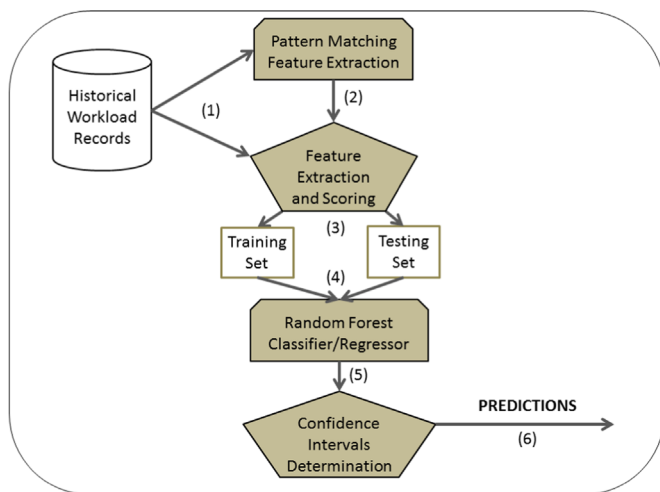 Pattern Matching
Feature Extraction
Historical
Workload
Records
(1)
(2)
Feature
Extraction
and Scoring
(3)
Training
Set
Testing
Set
(4)
Random Forest
Classifier/Regressor
(5)
Confidence
Intervals
Determination
PREDICTIONS
(6)